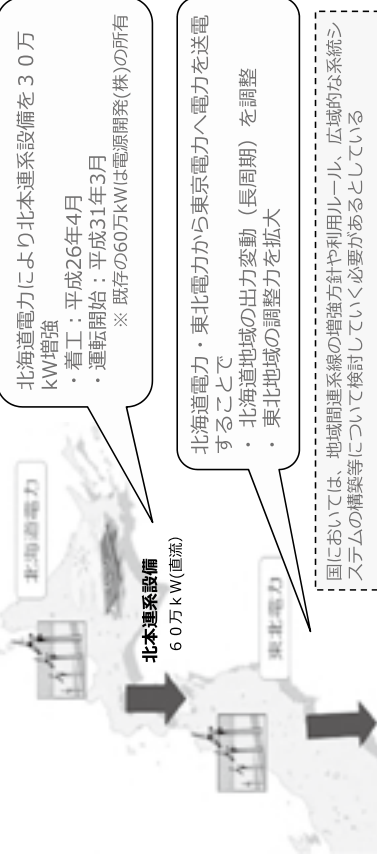 北海道電力により北本連系設備を３０万
kW増強
・着工：平成26年4月
・運転開始：平成31年3月
※ 既存の60万kWは電源開発(株)の所有
北海道電力・東北電力から東京電力へ電力を送電
することで
・ 北海道地域の出力変動（長周期）を調整
・ 東北地域の調整力を拡大
国においては、地域間連系線の増強方針や利用ルール、広域的な系統シ
ステムの構築等について検討していく必要があるとしている
北海道電力
北本連系設備
６０万ｋＷ(直流)
東北電力